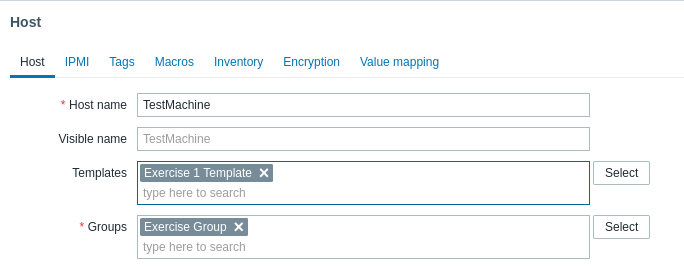 Host
Host IPMI Tags Macros Inventory Encryption Value mapping
* Host name TestMachine
Visible name TestMachine
Templates Exercise 1 Template ✕ Select
type here to search
* Groups Exercise Group ✕ Select
type here to search